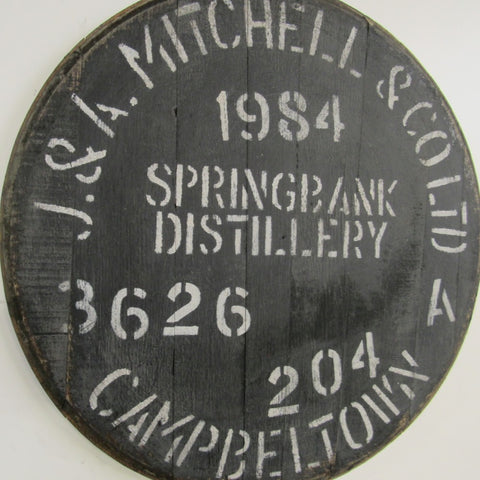 J. & A. MITCHELL & CO LTD
1984
SPRINGBANK
DISTILLERY
3626 A
204
CAMPBELTOWN